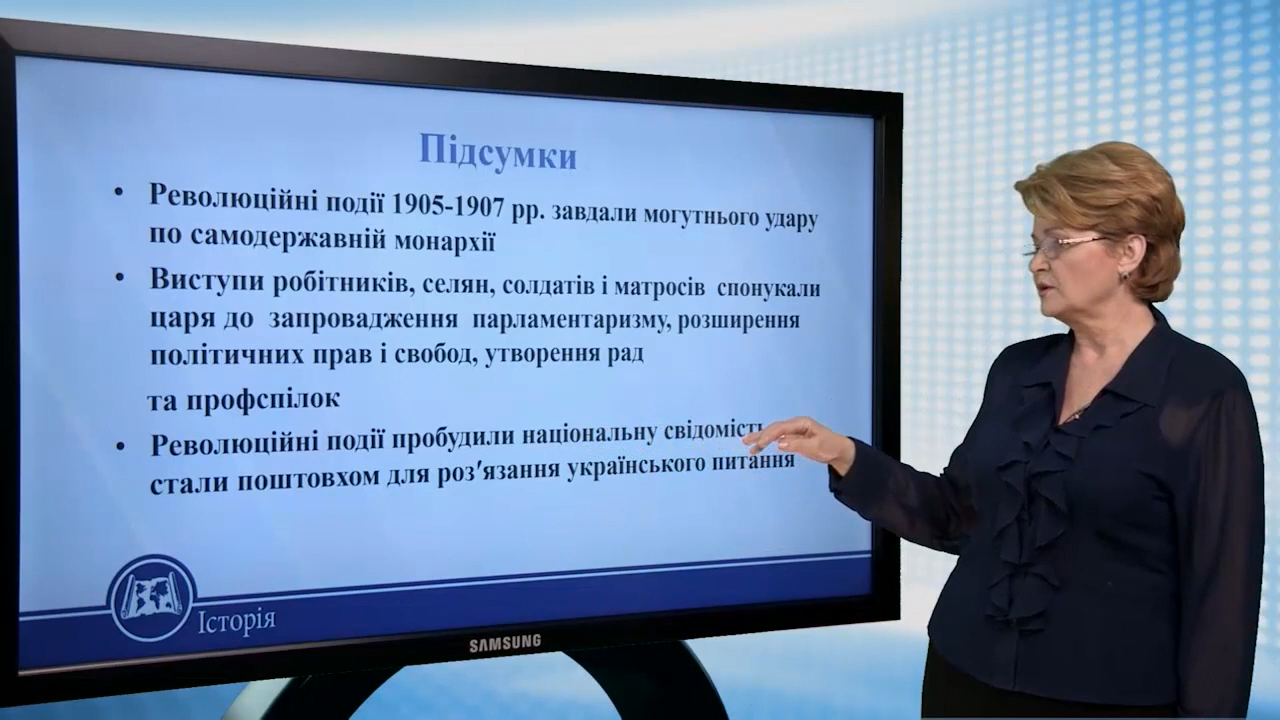 Підсумки
• Революційні події 1905-1907 рр. завдали могутнього удару
по самодержавній монархії
• Виступи робітників, селян, солдатів і матросів спонукали
царя до запровадження парламентаризму, розширення
політичних прав і свобод, утворення рад
та профспілок
• Революційні події пробудили національну свідомість
стали поштовхом для роз'язання українського питання
Історія
SAMSUNG